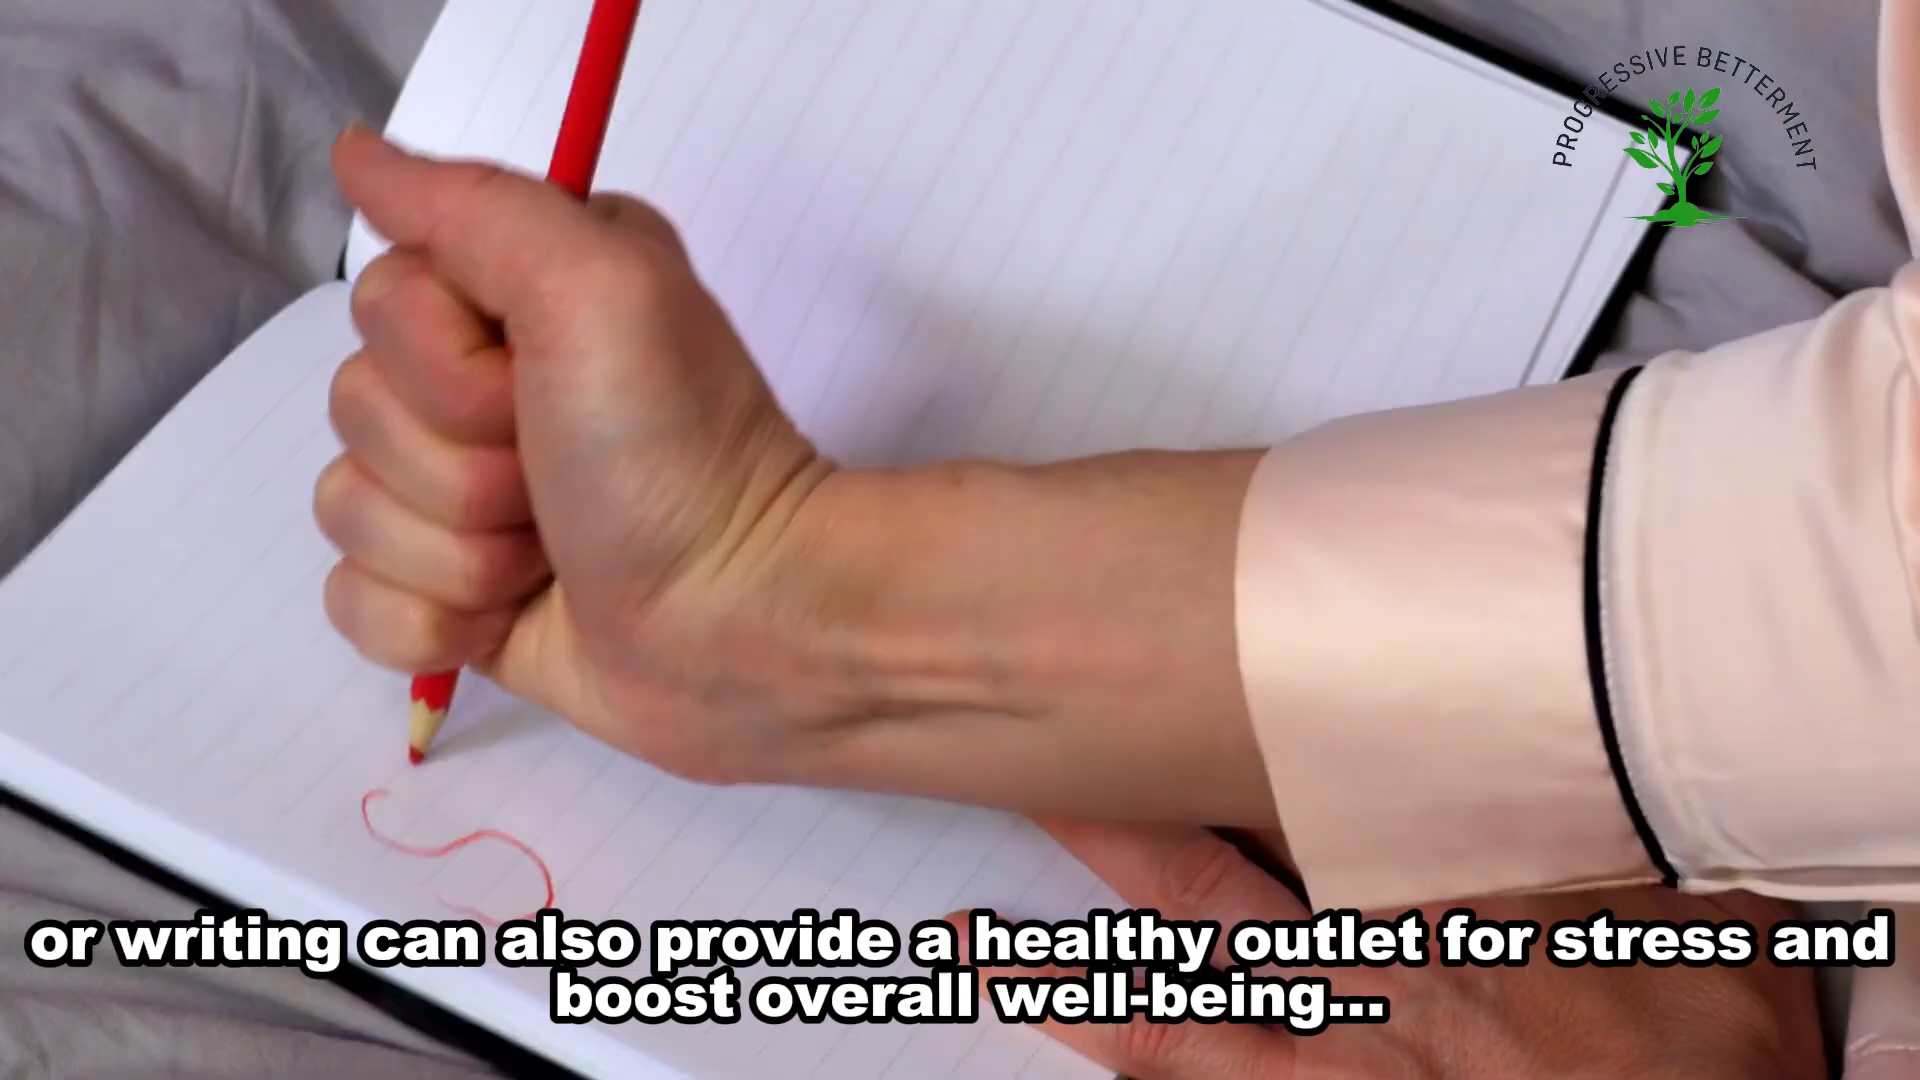 PROGRESSIVE BETTERMENT
or writing can also provide a healthy outlet for stress and
boost overall well-being...